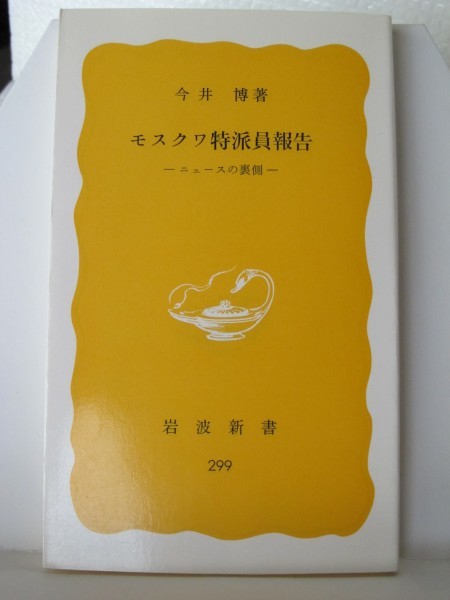 今井 博著
モスクワ特派員報告
―ニュースの裏側―
岩波新書
299